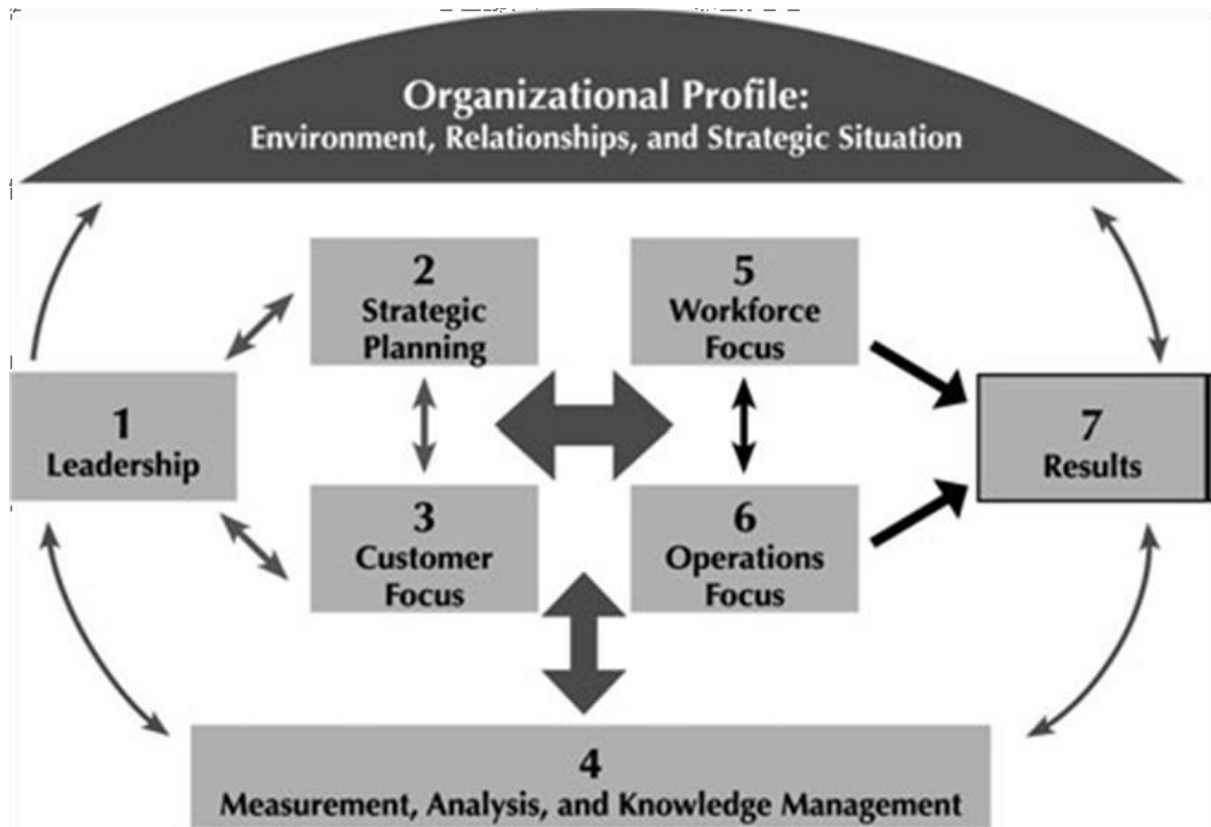 Organizational Profile:
Environment, Relationships, and Strategic Situation
2
Strategic
Planning
5
Workforce
Focus
1
Leadership
7
Results
3
Customer
Focus
6
Operations
Focus
4
Measurement, Analysis, and Knowledge Management